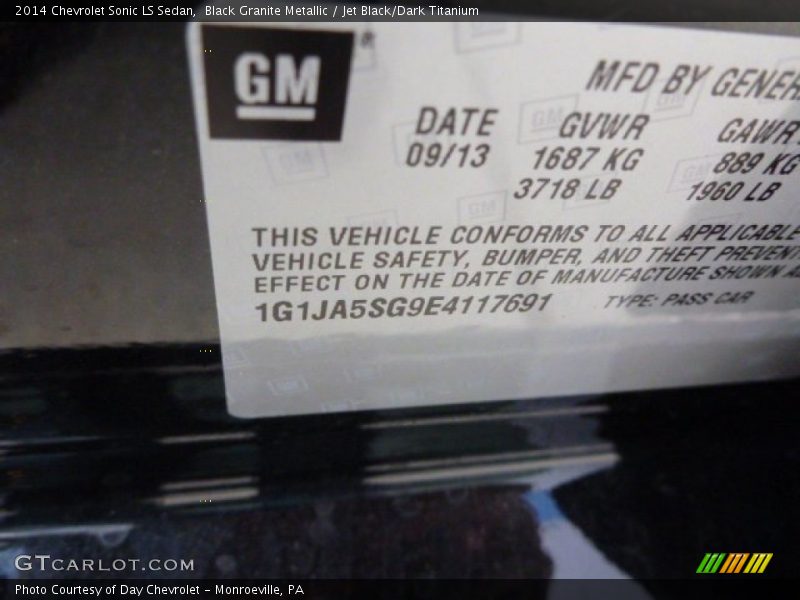 2014 Chevrolet Sonic LS Sedan, Black Granite Metallic / Jet Black/Dark Titanium
GM
MFD BY GENER
DATE GVWR GAWR
09/13 1687 KG 889 KG
3718 LB 1960 LB
THIS VEHICLE CONFORMS TO ALL APPLICABLE
VEHICLE SAFETY, BUMPER, AND THEFT PREVENT
EFFECT ON THE DATE OF MANUFACTURE SHOWN A
1G1JA5SG9E4117691 TYPE: PASS CAR
GTCARLOT.COM
Photo Courtesy of Day Chevrolet - Monroeville, PA